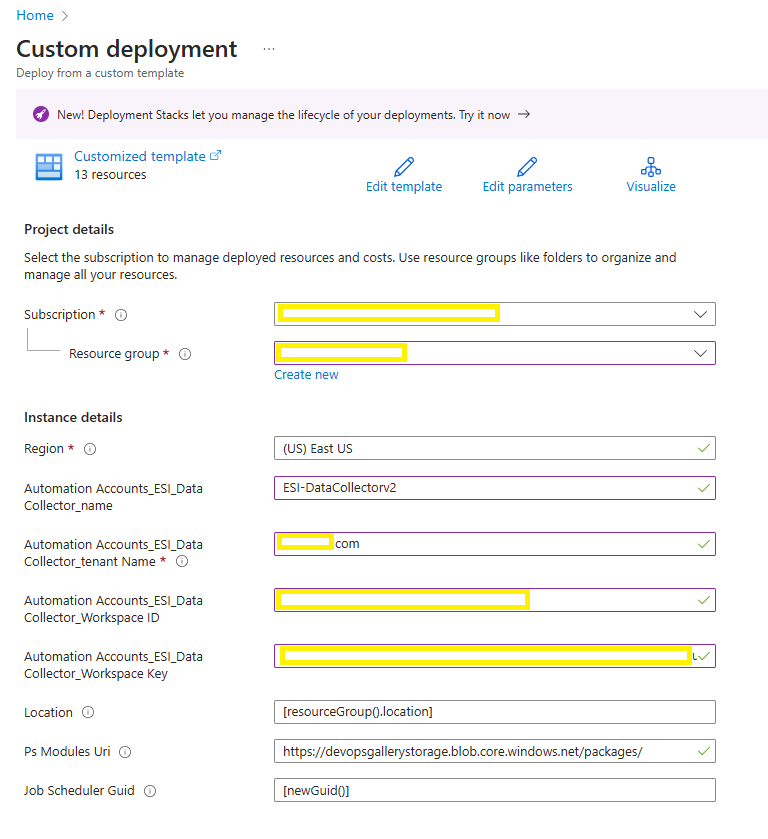 Home
Custom deployment ...
Deploy from a custom template
New! Deployment Stacks let you manage the lifecycle of your deployments. Try it now →
Customized template
13 resources
Edit template
Edit parameters
Visualize
Project details
Select the subscription to manage deployed resources and costs. Use resource groups like folders to organize and
manage all your resources.
Subscription *
Resource group *
Create new
Instance details
Region *
(US) East US
Automation Accounts_ESI_Data
Collector_name
ESI-DataCollectorv2
Automation Accounts_ESI_Data
Collector_tenant Name *
com
Automation Accounts_ESI_Data
Collector_Workspace ID
Automation Accounts_ESI_Data
Collector_Workspace Key
Location
[resourceGroup().location]
Ps Modules Uri
https://devopsgallerystorage.blob.core.windows.net/packages/
Job Scheduler Guid
[newGuid()]